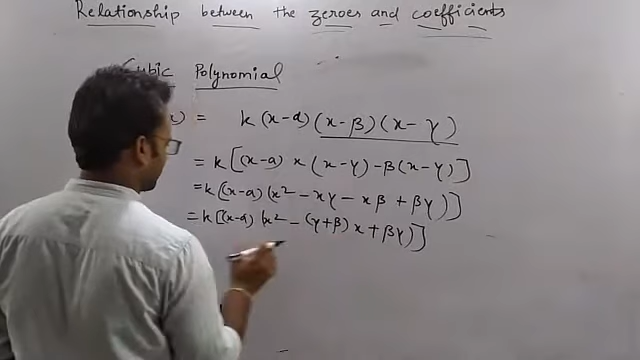 Relationship between the zeroes and coefficients
Cubic Polynomial
) = k (x-α) (x-β)(x-γ)
= k [(x-α) x (x-γ) - β(x-γ)]
= k [(x-α) (x² - xγ - xβ + βγ)]
= k [(x-α) (x² - (γ+β) x + βγ)]